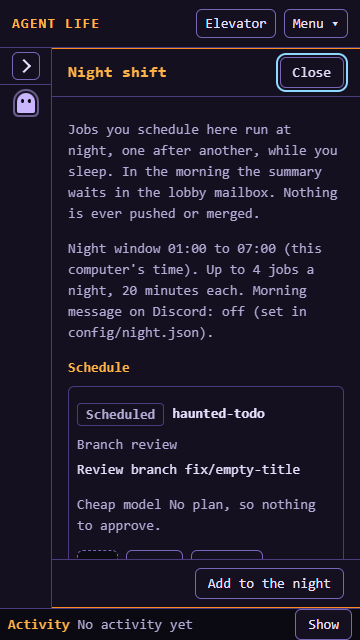 AGENT LIFE
Elevator
Menu ▾
Night shift
Close
Jobs you schedule here run at
night, one after another, while you
sleep. In the morning the summary
waits in the lobby mailbox. Nothing
is ever pushed or merged.
Night window 01:00 to 07:00 (this
computer's time). Up to 4 jobs a
night, 20 minutes each. Morning
message on Discord: off (set in
config/night.json).
Schedule
Scheduled haunted-todo
Branch review
Review branch fix/empty-title
Cheap model No plan, so nothing
to approve.
Add to the night
Activity No activity yet
Show